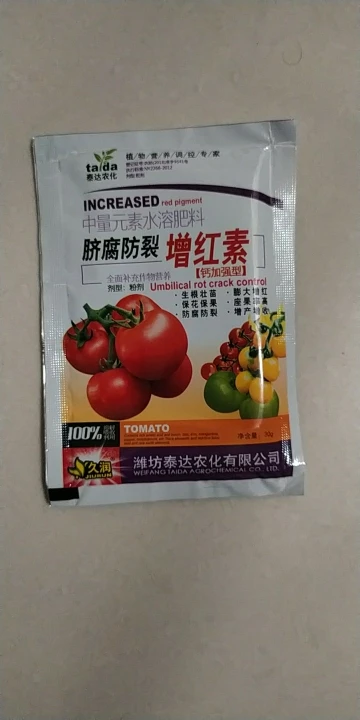 taida
泰达农化
植/物/营/养/调/控/专/家
INCREASED red pigment
中量元素水溶肥料
脐腐防裂 增红素
【钙加强型】
全面补充作物营养
剂型：粉剂 Umbilical rot crack control
·生根壮苗 ·膨大增红
·保花保果 ·座果率高
·防腐防裂 ·增产增收
100%
TOMATO
净含量： 50g
久润
JIURUN
潍坊泰达农化有限公司
WEIFANG TAIDA AGROCHEMICAL CO., LTD.